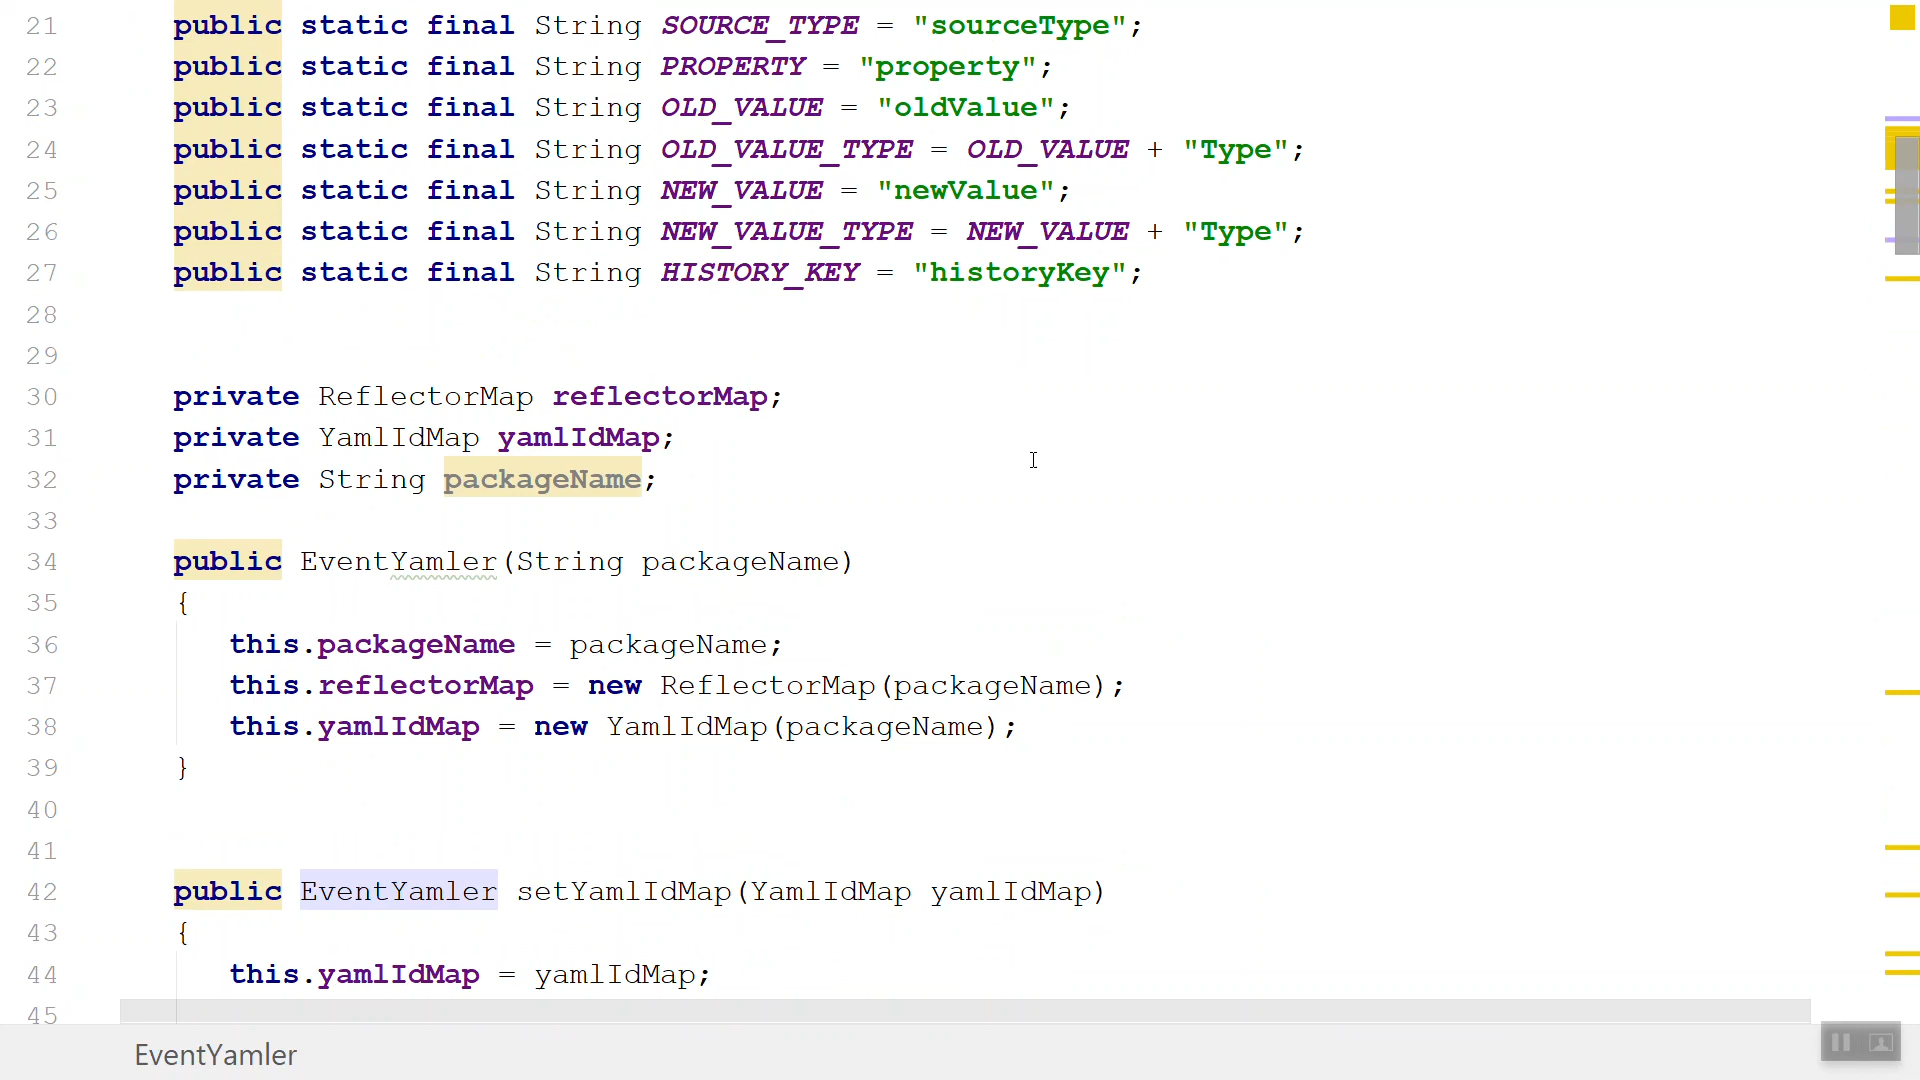 21 public static final String SOURCE_TYPE = "sourceType";
22 public static final String PROPERTY = "property";
23 public static final String OLD_VALUE = "oldValue";
24 public static final String OLD_VALUE_TYPE = OLD_VALUE + "Type";
25 public static final String NEW_VALUE = "newValue";
26 public static final String NEW_VALUE_TYPE = NEW_VALUE + "Type";
27 public static final String HISTORY_KEY = "historyKey";
28
29
30 private ReflectorMap reflectorMap;
31 private YamlIdMap yamlIdMap;
32 private String packageName;
33
34 public EventYamler(String packageName)
35 {
36 this.packageName = packageName;
37 this.reflectorMap = new ReflectorMap(packageName);
38 this.yamlIdMap = new YamlIdMap(packageName);
39 }
40
41
42 public EventYamler setYamlIdMap(YamlIdMap yamlIdMap)
43 {
44 this.yamlIdMap = yamlIdMap;
45
EventYamler